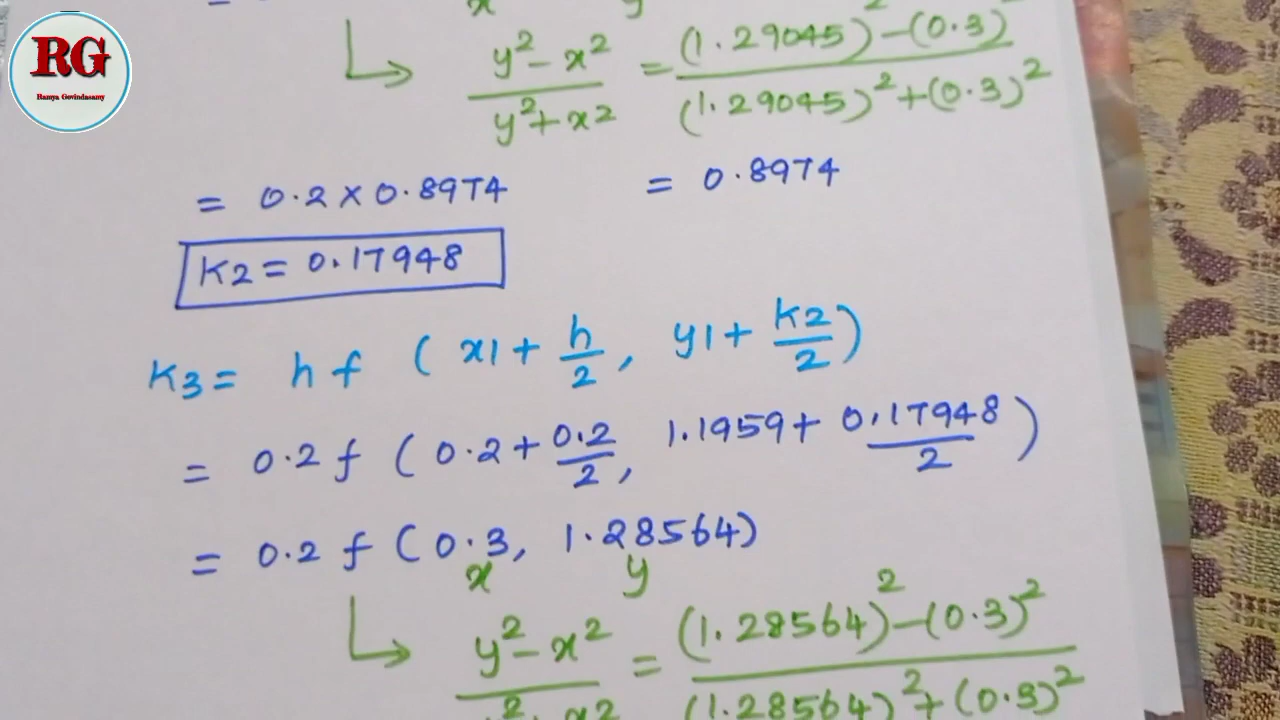 RG
Ramya Govindasamy
x y
y²-x² / y²+x² = (1.29045)²-(0.3)² / (1.29045)²+(0.3)²
= 0.2×0.8974 = 0.8974
K2 = 0.17948
K3 = hf (x1 + h/2, y1 + K2/2)
= 0.2 f (0.2 + 0.2/2, 1.1959 + 0.17948/2)
= 0.2 f (0.3, 1.28564)
x y
y²-x² / y²+x² = (1.28564)²-(0.3)² / (1.28564)²+(0.3)²